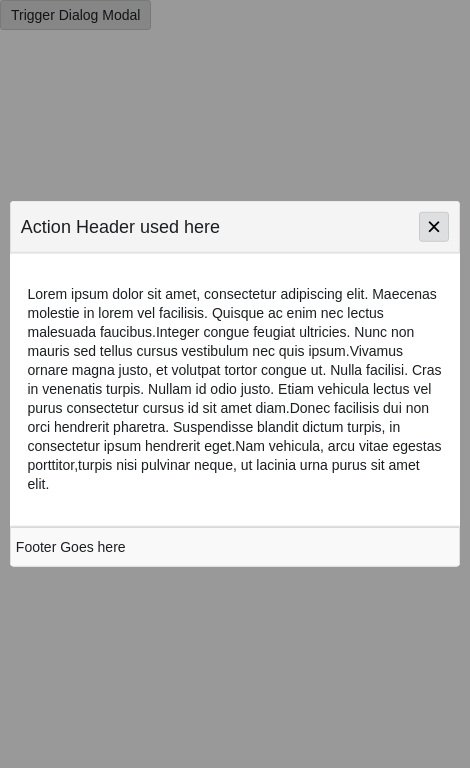 Trigger Dialog Modal
Action Header used here
✕
Lorem ipsum dolor sit amet, consectetur adipiscing elit. Maecenas
molestie in lorem vel facilisis. Quisque ac enim nec lectus
malesuada faucibus.Integer congue feugiat ultricies. Nunc non
mauris sed tellus cursus vestibulum nec quis ipsum.Vivamus
ornare magna justo, et volutpat tortor congue ut. Nulla facilisi. Cras
in venenatis turpis. Nullam id odio justo. Etiam vehicula lectus vel
purus consectetur cursus id sit amet diam.Donec facilisis dui non
orci hendrerit pharetra. Suspendisse blandit dictum turpis, in
consectetur ipsum hendrerit eget.Nam vehicula, arcu vitae egestas
porttitor,turpis nisi pulvinar neque, ut lacinia urna purus sit amet
elit.
Footer Goes here